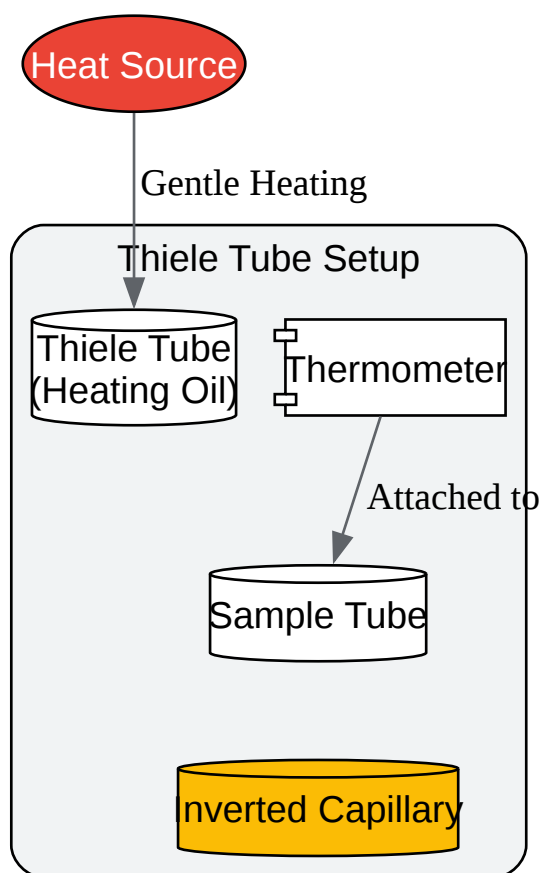 Heat Source
Gentle Heating
Thiele Tube Setup
Thiele Tube
(Heating Oil)
Thermometer
Attached to
Sample Tube
Inverted Capillary